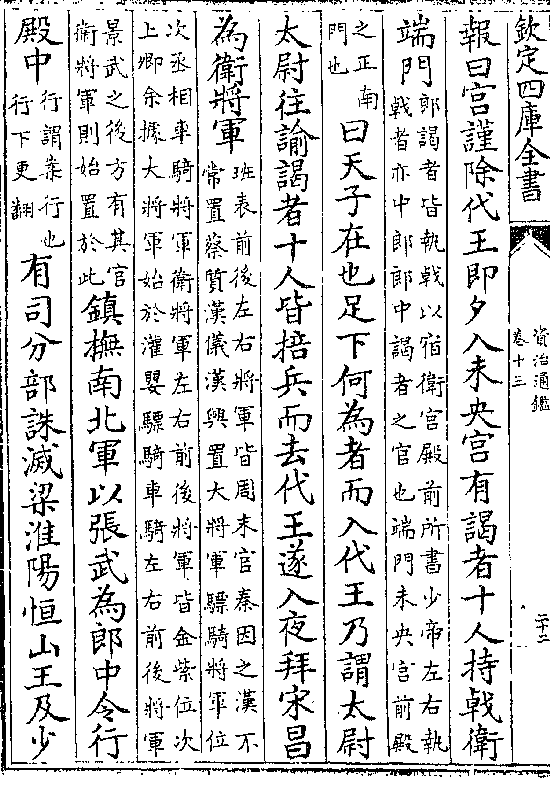 欽定四庫全書
資治通鑑
卷十三
二十二
報曰宫謹除代王即夕入未央宫有謁者十人持戟衛
端門
郎謁者皆執戟以宿衛宫殿前所書少帝左右執
戟者亦中郎郎中謁者之官也端門未央宫前殿
之正南
門也
曰天子在也足下何為者而入代王乃謂太尉
太尉往諭謁者十人皆掊兵而去代王遂入夜拜宋昌
為衛將軍
班表前後左右將軍皆周末官秦因之漢不
常置蔡質漢儀漢興置大將軍驃騎將軍位
次丞相車騎將軍衛將軍左右前後將軍皆金紫位次
上卿余據大將軍始於灌嬰驃騎車騎左右前後將軍
景武之後方有其官
衛將軍則始置於此
鎮撫南北軍以張武為郎中令行
殿中
行謂案行也
行下更翻
有司分部誅滅梁淮陽恒山王及少